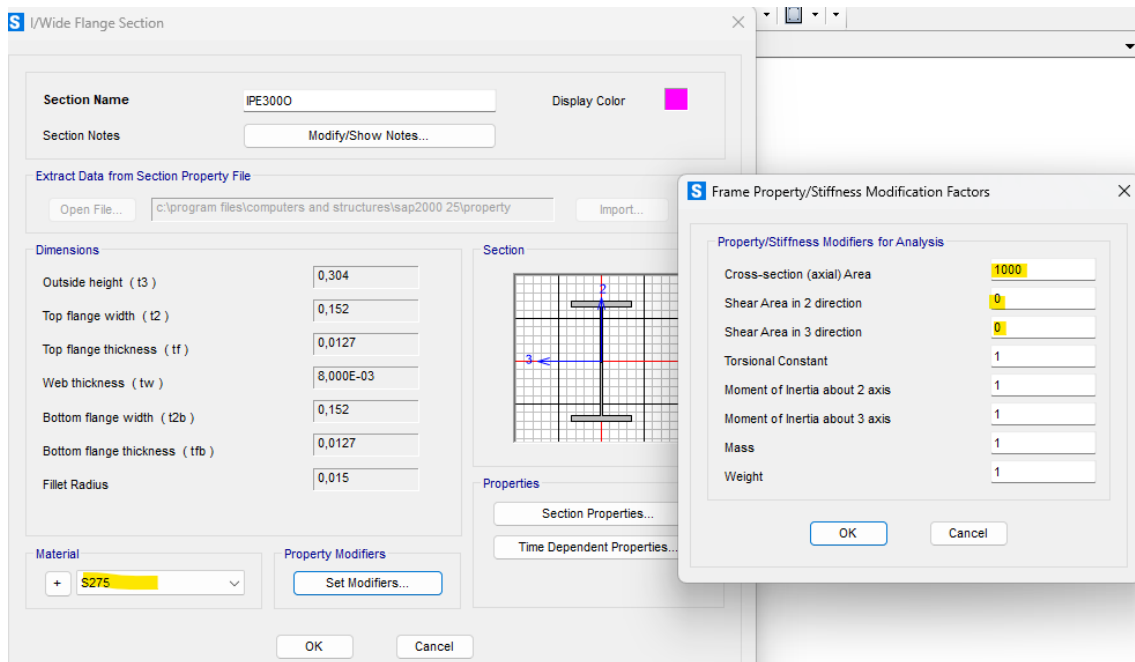 I/Wide Flange Section
Section Name IPE300O Display Color
Section Notes Modify/Show Notes...
Extract Data from Section Property File
Open File... c:\program files\computers and structures\sap2000 25\property Import...
Dimensions
Outside height ( t3 ) 0,304
Top flange width ( t2 ) 0,152
Top flange thickness ( tf ) 0,0127
Web thickness ( tw ) 8,000E-03
Bottom flange width ( t2b ) 0,152
Bottom flange thickness ( tfb ) 0,0127
Fillet Radius 0,015
Section
2
3
Properties
Section Properties...
Time Dependent Properties...
Material
+ S275
Property Modifiers
Set Modifiers...
OK Cancel
Frame Property/Stiffness Modification Factors
Property/Stiffness Modifiers for Analysis
Cross-section (axial) Area 1000
Shear Area in 2 direction 0
Shear Area in 3 direction 0
Torsional Constant 1
Moment of Inertia about 2 axis 1
Moment of Inertia about 3 axis 1
Mass 1
Weight 1
OK Cancel